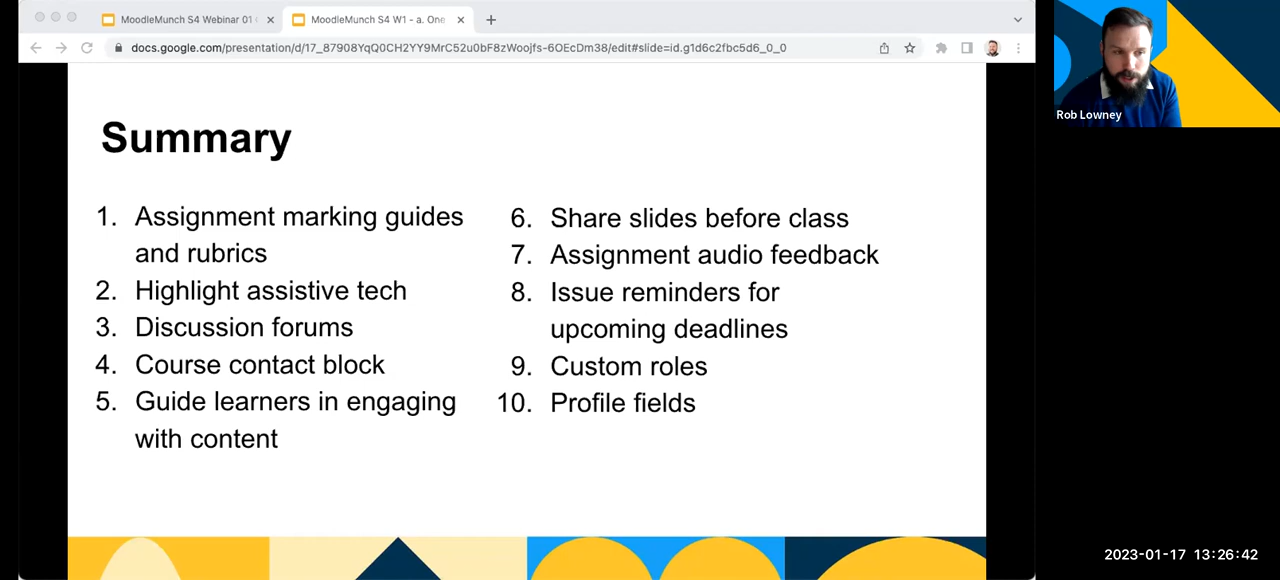 MoodleMunch S4 Webinar 01
MoodleMunch S4 W1 - a. One
docs.google.com/presentation/d/17_87908YqQ0CH2YY9MrC52u0bF8zWoojfs-6OEcDm38/edit#slide=id.g1d6c2fbc5d6_0_0
Rob Lowney
Summary
1. Assignment marking guides
and rubrics
2. Highlight assistive tech
3. Discussion forums
4. Course contact block
5. Guide learners in engaging
with content
6. Share slides before class
7. Assignment audio feedback
8. Issue reminders for
upcoming deadlines
9. Custom roles
10. Profile fields
2023-01-17 13:26:42